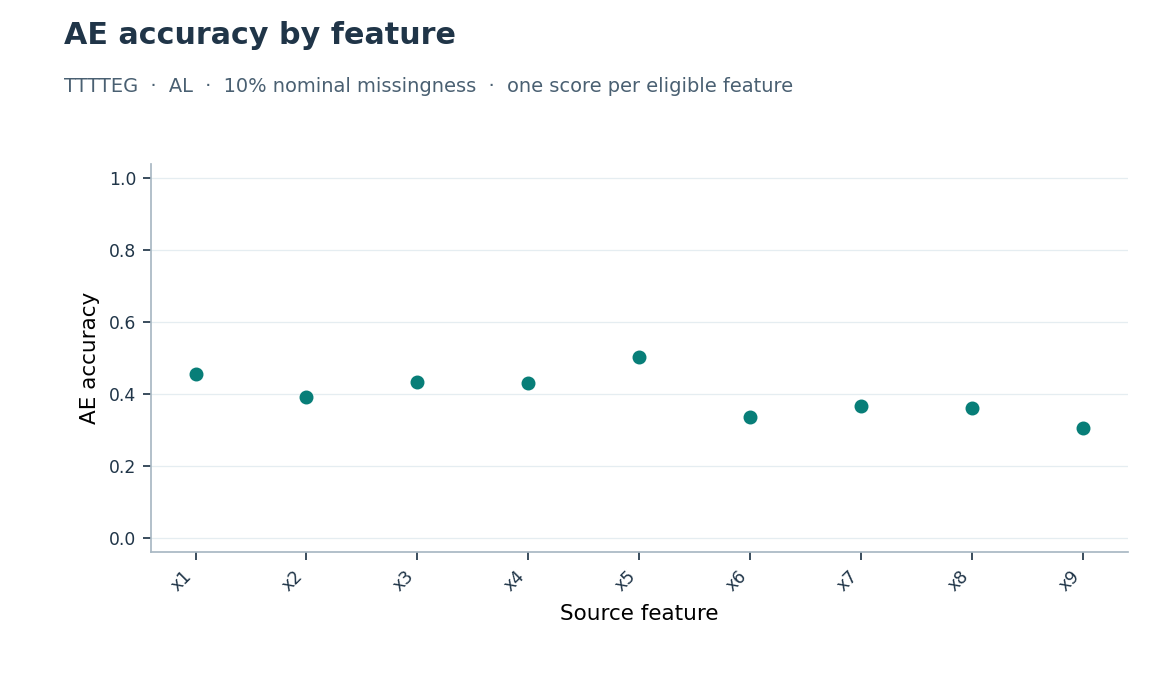 AE accuracy by feature
TTTTEG · AL · 10% nominal missingness · one score per eligible feature
1.0
0.8
0.6
0.4
0.2
0.0
AE accuracy
x1 x2 x3 x4 x5 x6 x7 x8 x9
Source feature